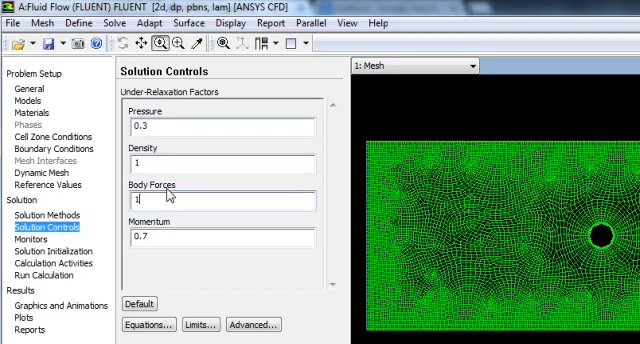 A:Fluid Flow (FLUENT) FLUENT [2d, dp, pbns, lam] [ANSYS CFD]
File Mesh Define Solve Adapt Surface Display Report Parallel View Help
Problem Setup
General
Models
Materials
Phases
Cell Zone Conditions
Boundary Conditions
Mesh Interfaces
Dynamic Mesh
Reference Values
Solution
Solution Methods
Solution Controls
Monitors
Solution Initialization
Calculation Activities
Run Calculation
Results
Graphics and Animations
Plots
Reports
Solution Controls
Under-Relaxation Factors
Pressure
0.3
Density
1
Body Forces
1
Momentum
0.7
Default
Equations... Limits... Advanced...
1: Mesh